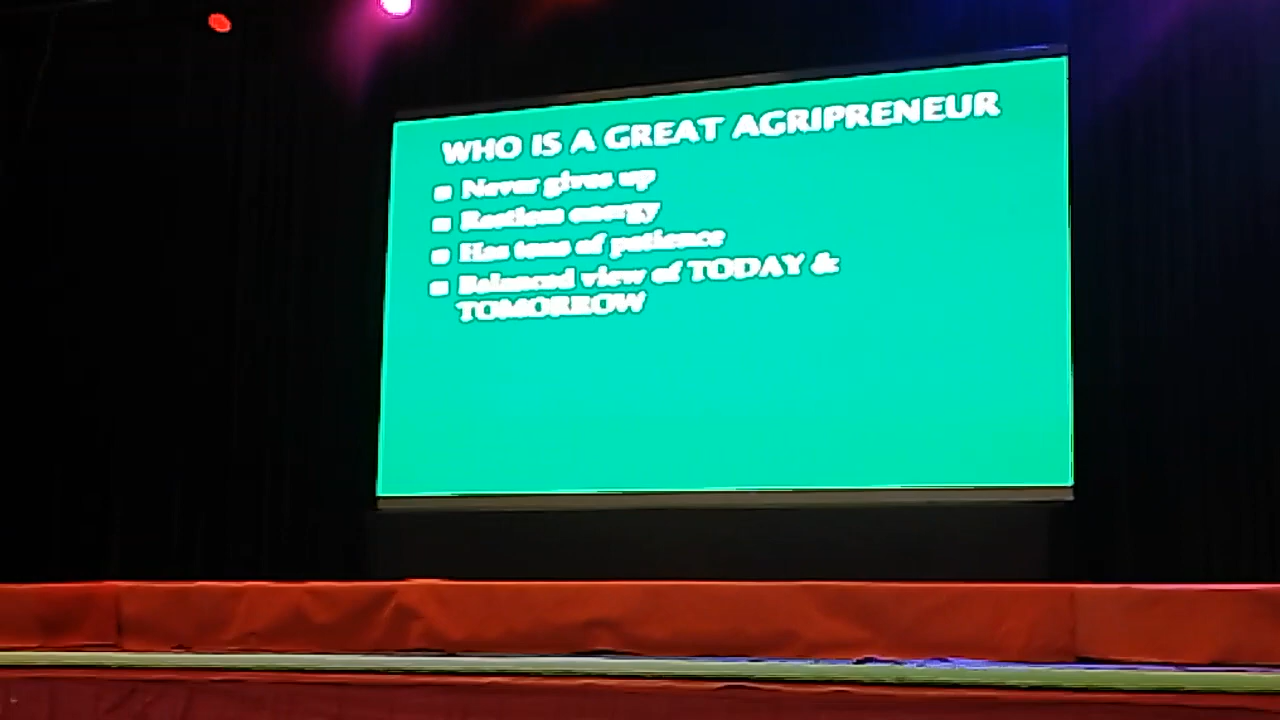 WHO IS A GREAT AGRIPRENEUR
Never gives up
Restless energy
Has tons of patience
Balanced view of TODAY &
TOMORROW